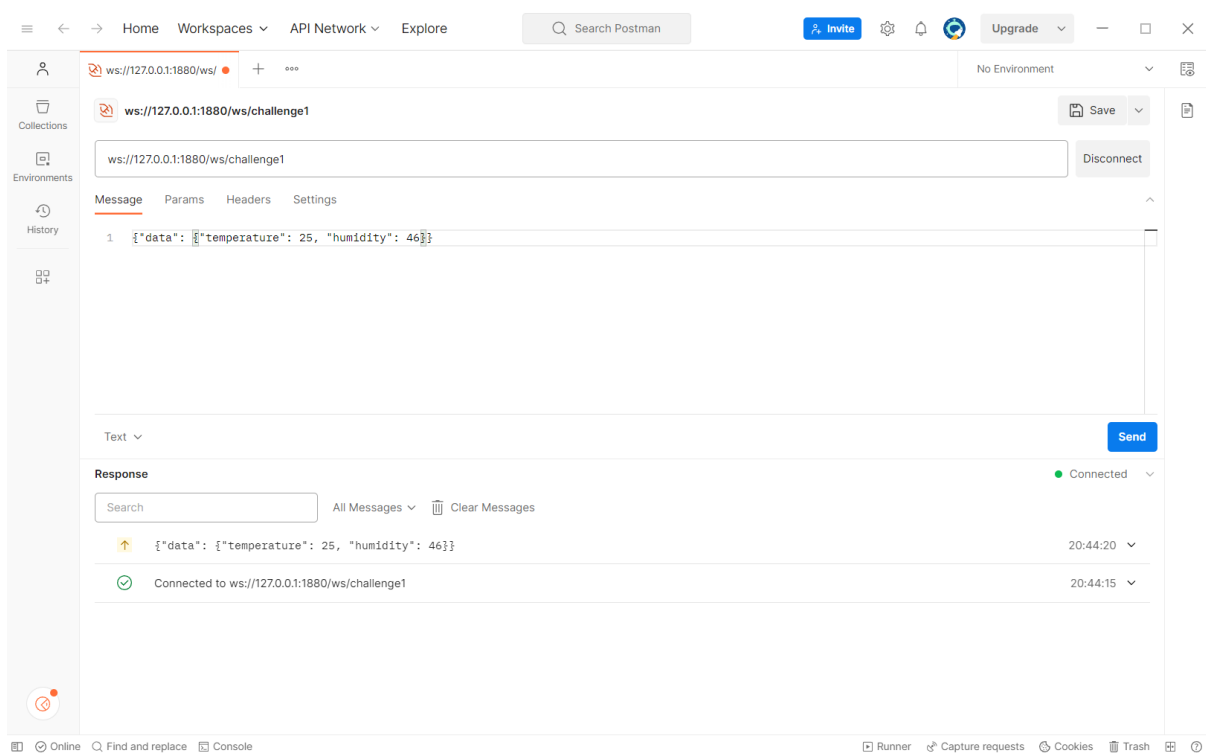 Home Workspaces API Network Explore Search Postman Invite Upgrade
ws://127.0.0.1:1880/ws/ No Environment
ws://127.0.0.1:1880/ws/challenge1 Save
Collections
ws://127.0.0.1:1880/ws/challenge1 Disconnect
Environments
Message Params Headers Settings
History
1 {"data": {"temperature": 25, "humidity": 46}}
Text Send
Response Connected
Search All Messages Clear Messages
{"data": {"temperature": 25, "humidity": 46}} 20:44:20
Connected to ws://127.0.0.1:1880/ws/challenge1 20:44:15
Online Find and replace Console Runner Capture requests Cookies Trash